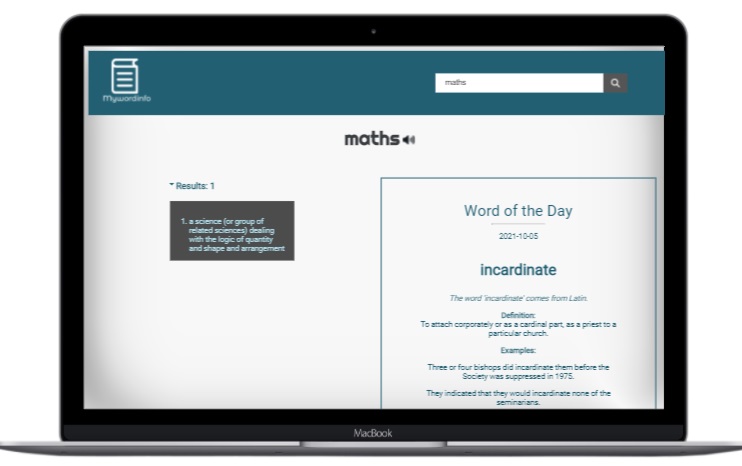 Mywordinfo
maths
maths
Results: 1
1. a science (or group of
related sciences) dealing
with the logic of quantity
and shape and arrangement
Word of the Day
2021-10-05
incardinate
The word 'incardinate' comes from Latin.
Definition:
To attach corporately or as a cardinal part, as a priest to a
particular church.
Examples:
Three or four bishops did incardinate them before the
Society was suppressed in 1975.
They indicated that they would incardinate none of the
seminarians.
MacBook